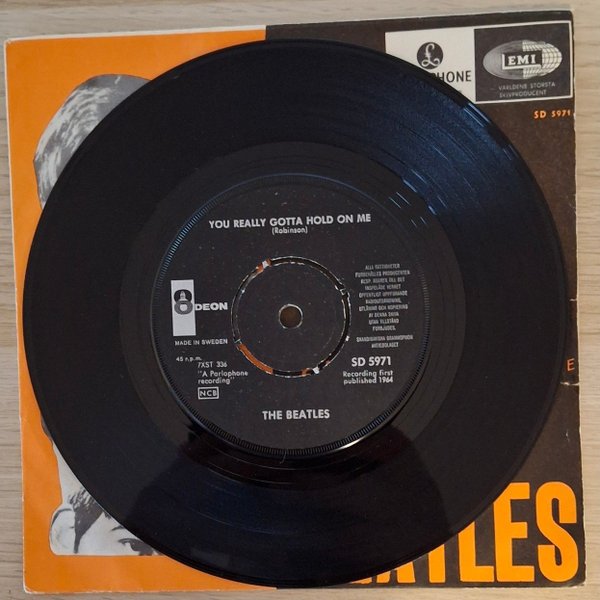 £
PHONE
EMI
VÄRLDENS STÖRSTA
SKIVPRODUCENT
SD 5971
YOU REALLY GOTTA HOLD ON ME
(Robinson)
ODEON
MADE IN SWEDEN
ALLA RÄTTIGHETER
FÖRBEHÅLLES PRODUCENTEN
RESP. ÄGAREN TILL DET
INSPELADE VERKET
OFFENTLIGT UPPFÖRANDE
RADIOUTSÄNDNING,
UTLÅNING OCH KOPIERING
AV DENNA SKIVA
UTAN TILLSTÅND
FÖRBJUDES.
SKANDINAVISKA GRAMMOPHON
AKTIEBOLAGET
45 r.p.m.
7XST 336
"A Parlophone
recording"
NCB
SD 5971
Recording first
published 1964
THE BEATLES
E
TLES